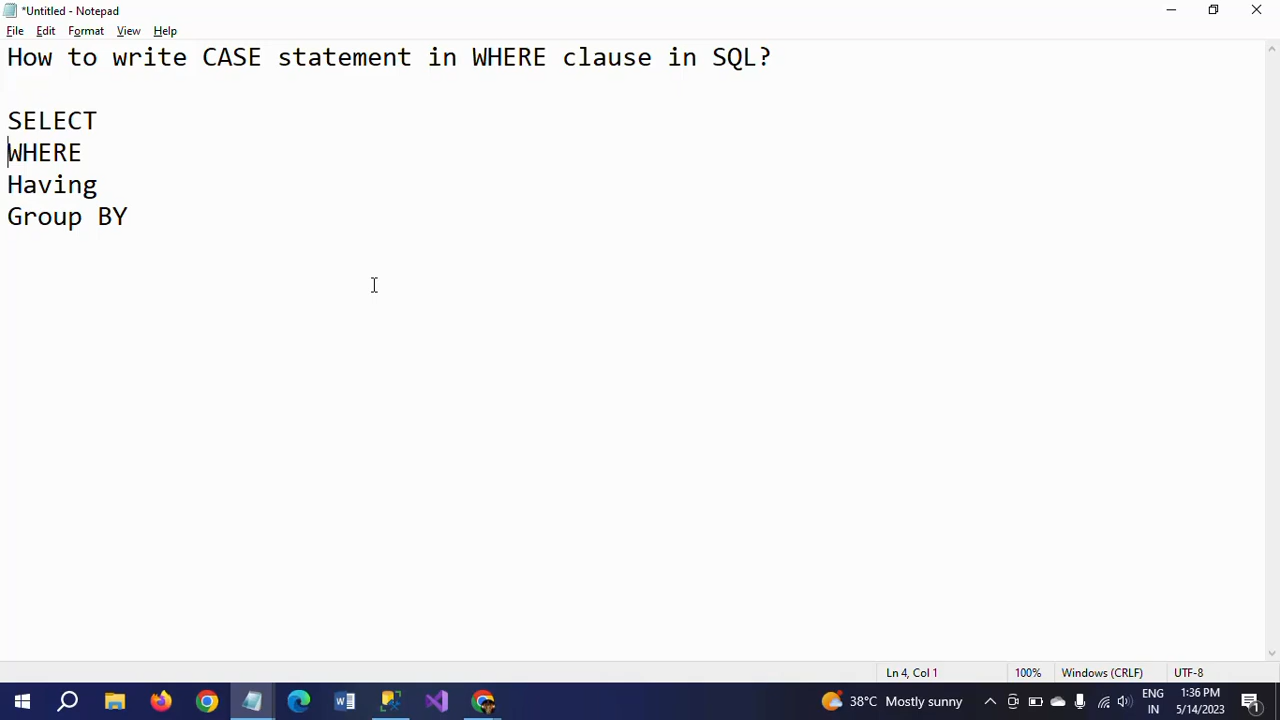 *Untitled - Notepad
File Edit Format View Help
How to write CASE statement in WHERE clause in SQL?
SELECT
WHERE
Having
Group BY
Ln 4, Col 1 100% Windows (CRLF) UTF-8
38°C Mostly sunny
ENG
IN
1:36 PM
5/14/2023
1